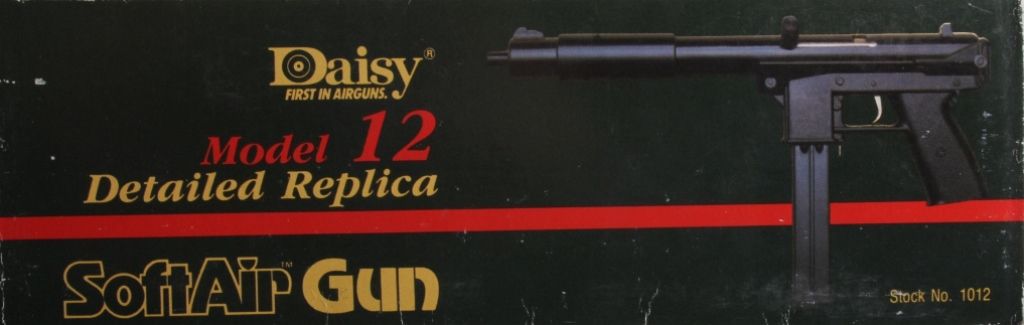 Daisy®
FIRST IN AIRGUNS.
Model 12
Detailed Replica
SoftAir™ Gun
Stock No. 1012